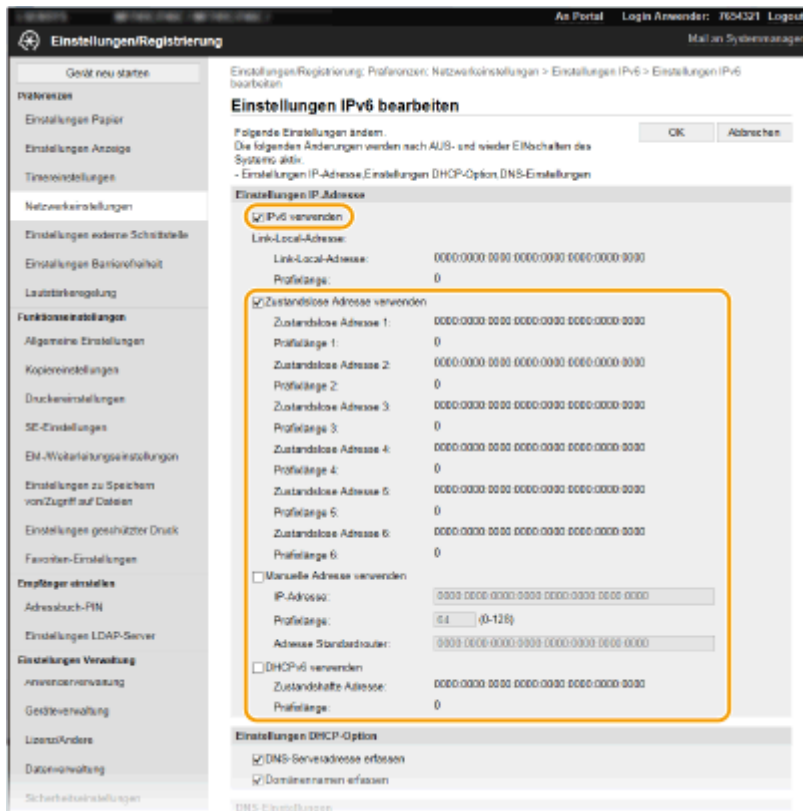 An Portal Login Anwender: 7654321 Logout
Einstellungen/Registrierung
Mail an Systemmanager
Gerät neu starten
Präferenzen
Einstellungen Papier
Einstellungen Anzeige
Timereinstellungen
Netzwerkeinstellungen
Einstellungen externe Schnittstelle
Einstellungen Barrierefreiheit
Lautstärkeregelung
Funktionseinstellungen
Allgemeine Einstellungen
Kopiereinstellungen
Druckereinstellungen
SE-Einstellungen
EM-/Weiterleitungseinstellungen
Einstellungen zu Speichern
von/Zugriff auf Dateien
Einstellungen geschützter Druck
Favoriten-Einstellungen
Empfänger einstellen
Adressbuch-PIN
Einstellungen LDAP-Server
Einstellungen Verwaltung
Anwenderverwaltung
Geräteverwaltung
Lizenz/Andere
Datenverwaltung
Sicherheitseinstellungen
Einstellungen/Registrierung: Präferenzen: Netzwerkeinstellungen > Einstellungen IPv6 > Einstellungen IPv6
bearbeiten
Einstellungen IPv6 bearbeiten
Folgende Einstellungen ändern.
OK Abbrechen
Die folgenden Änderungen werden nach AUS- und wieder EINschalten des
Systems aktiv.
- Einstellungen IP-Adresse,Einstellungen DHCP-Option,DNS-Einstellungen
Einstellungen IP-Adresse
IPv6 verwenden
Link-Local-Adresse:
Link-Local-Adresse: 0000:0000:0000:0000:0000:0000:0000:0000
Präfixlänge: 0
Zustandslose Adresse verwenden
Zustandslose Adresse 1: 0000:0000:0000:0000:0000:0000:0000:0000
Präfixlänge 1: 0
Zustandslose Adresse 2: 0000:0000:0000:0000:0000:0000:0000:0000
Präfixlänge 2: 0
Zustandslose Adresse 3: 0000:0000:0000:0000:0000:0000:0000:0000
Präfixlänge 3: 0
Zustandslose Adresse 4: 0000:0000:0000:0000:0000:0000:0000:0000
Präfixlänge 4: 0
Zustandslose Adresse 5: 0000:0000:0000:0000:0000:0000:0000:0000
Präfixlänge 5: 0
Zustandslose Adresse 6: 0000:0000:0000:0000:0000:0000:0000:0000
Präfixlänge 6: 0
Manuelle Adresse verwenden
IP-Adresse: 0000:0000:0000:0000:0000:0000:0000:0000
Präfixlänge: 64 (0-128)
Adresse Standardrouter: 0000:0000:0000:0000:0000:0000:0000:0000
DHCPv6 verwenden
Zustandshafte Adresse: 0000:0000:0000:0000:0000:0000:0000:0000
Präfixlänge: 0
Einstellungen DHCP-Option
DNS-Serveradresse erfassen
Domänennamen erfassen
DNS-Einstellungen